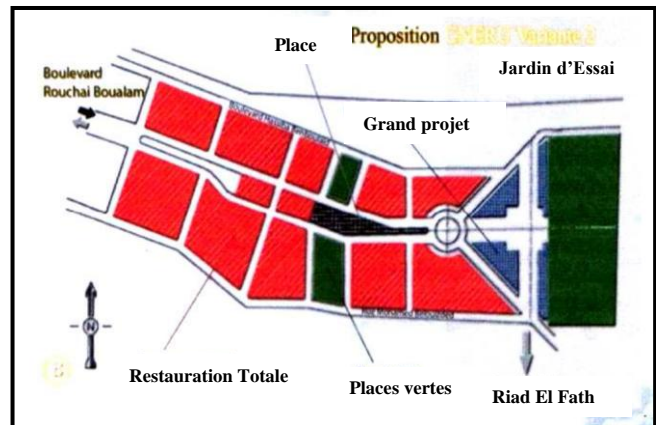 Place
Proposition
Jardin d’Essai
Boulevard
Rouchai Boualam
Grand projet
N
Restauration Totale
Places vertes
Riad El Fath